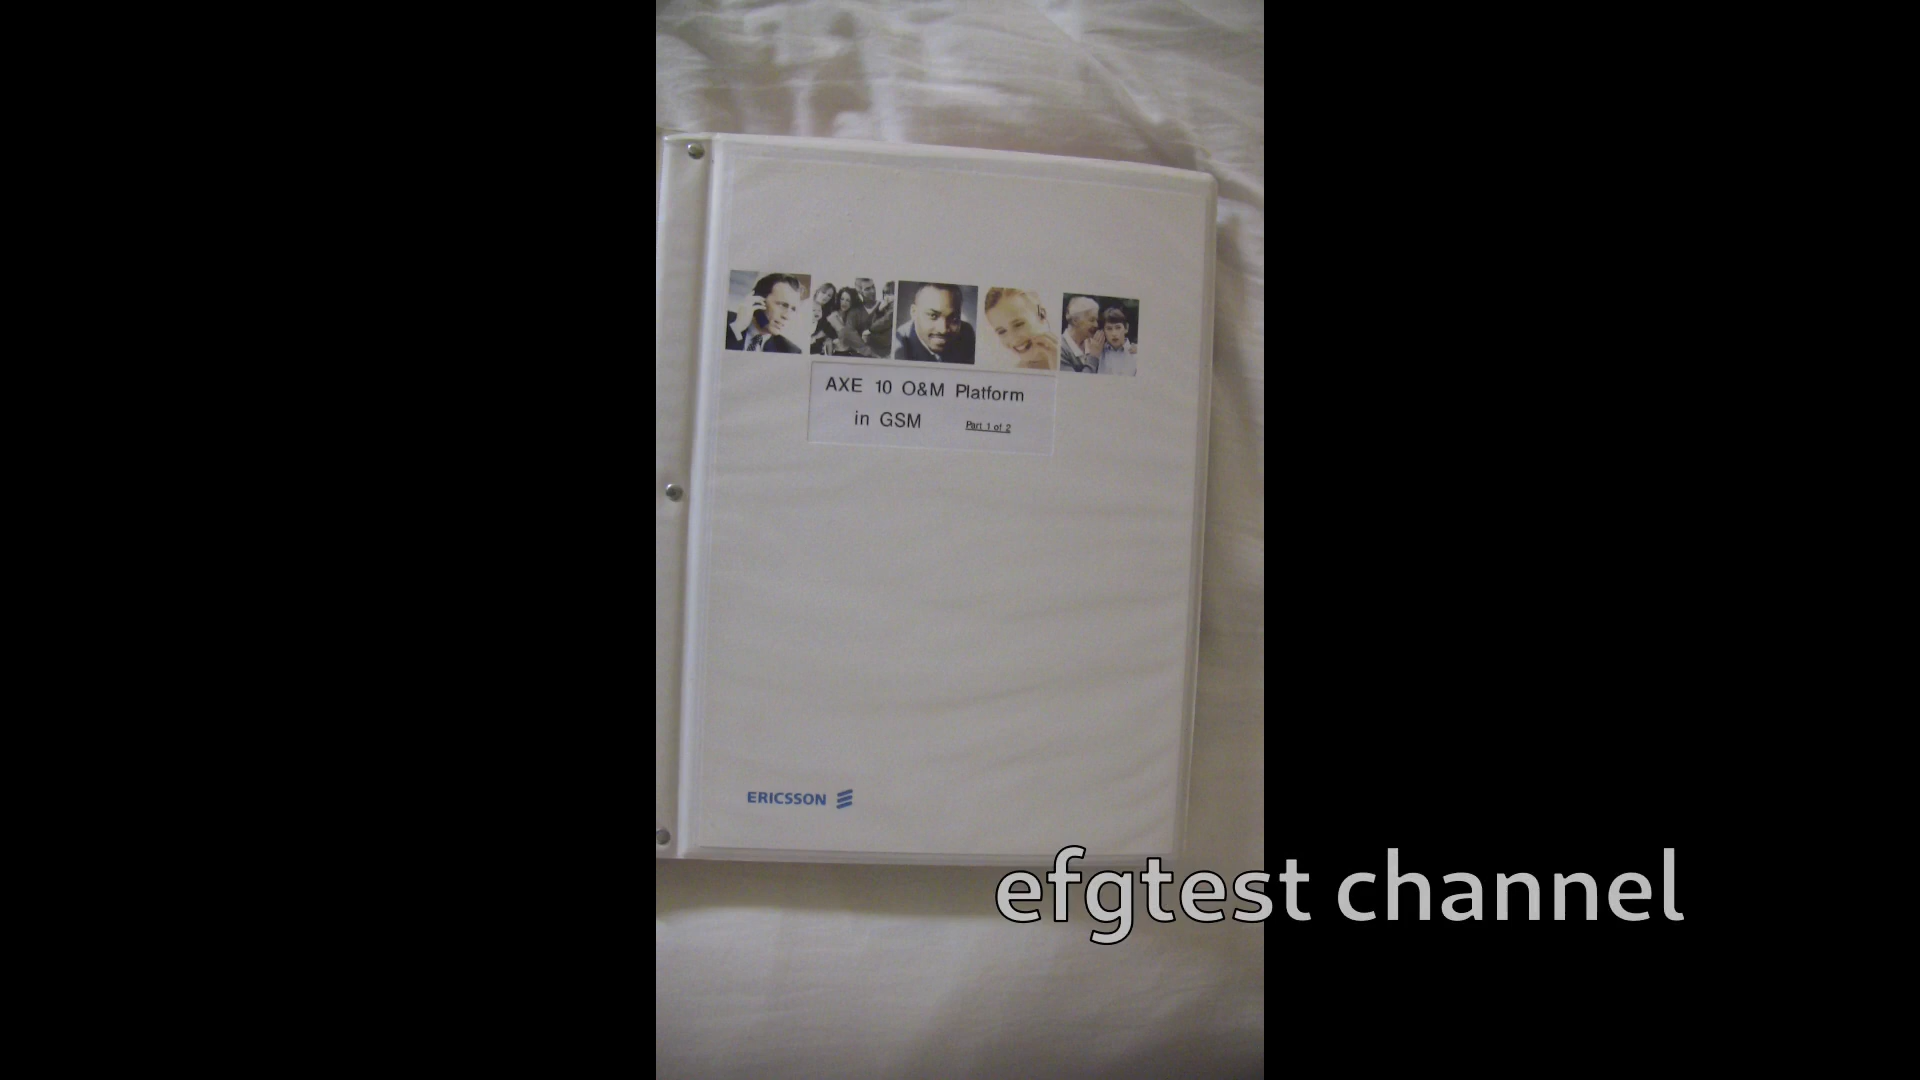 AXE 10 O&M Platform
in GSM Part 1 of 2
ERICSSON
efgtest channel